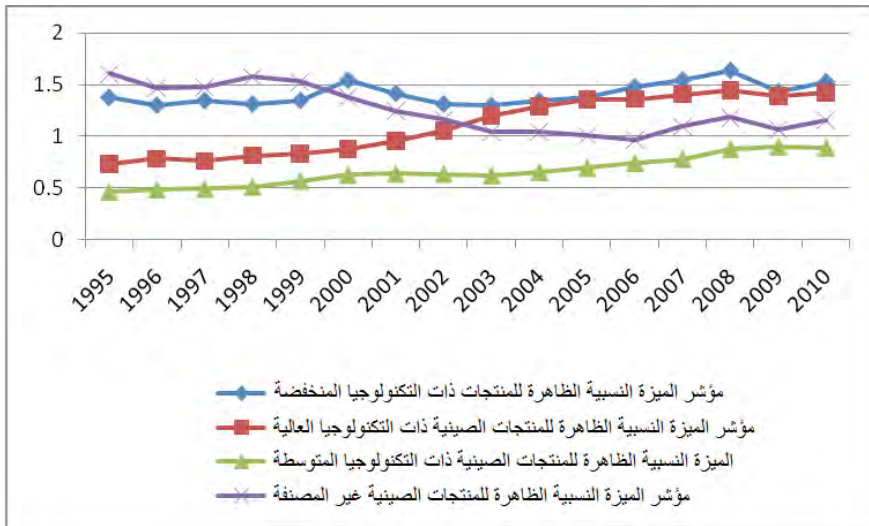 2
1.5
1
0.5
0
1995 1996 1997 1998 1999 2000 2001 2002 2003 2004 2005 2006 2007 2008 2009 2010
مؤشر الميزة النسبية الظاهرة للمنتجات ذات التكنولوجيا المنخفضة
مؤشر الميزة النسبية الظاهرة للمنتجات الصينية ذات التكنولوجيا العالية
الميزة النسبية الظاهرة للمنتجات الصينية ذات التكنولوجيا المتوسطة
مؤشر الميزة النسبية الظاهرة للمنتجات الصينية غير المصنفة